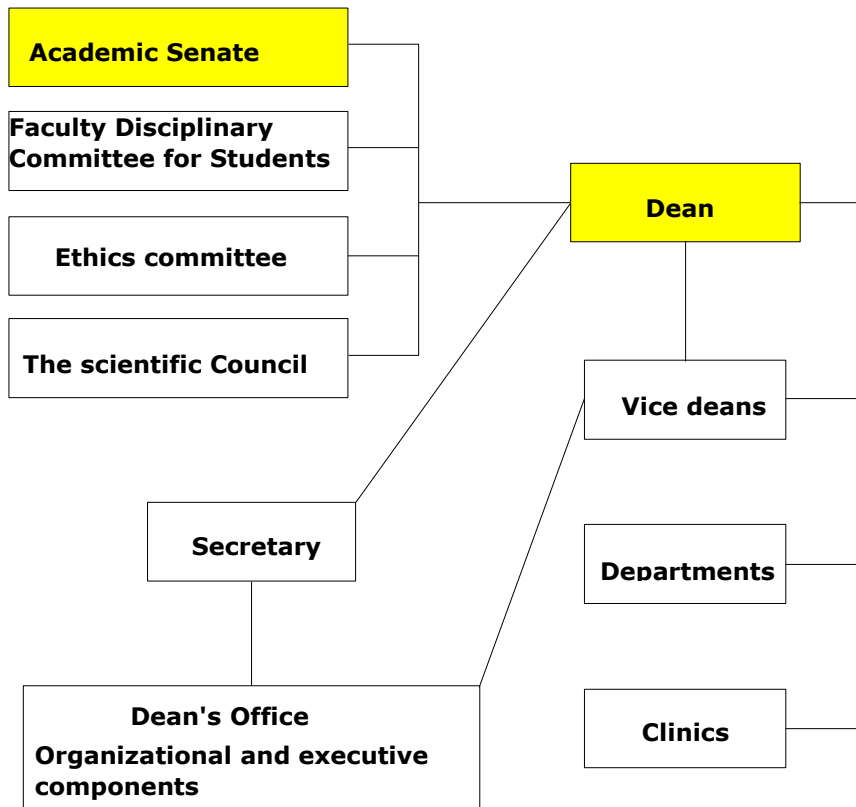 Academic Senate
Faculty Disciplinary
Committee for Students
Dean
Ethics committee
The scientific Council
Vice deans
Secretary
Departments
Dean's Office
Organizational and executive
components
Clinics